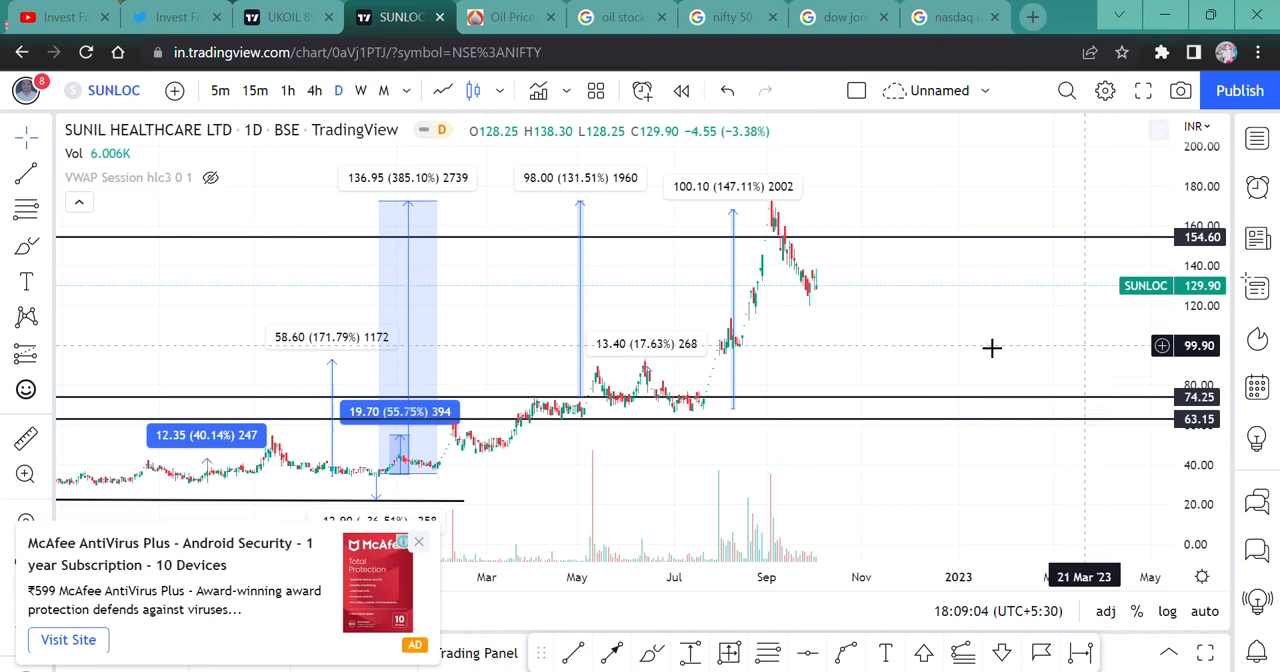 Invest Fo
Invest Fo
UKOIL 85
SUNLOC
Oil Price
oil stock
nifty 50
dow jon
nasdaq i
in.tradingview.com/chart/0aVj1PTJ/?symbol=NSE%3ANIFTY
8
S SUNLOC
5m 15m 1h 4h D W M
Unnamed
Publish
SUNIL HEALTHCARE LTD · 1D · BSE · TradingView
D
O128.25 H138.30 L128.25 C129.90 −4.55 (−3.38%)
INR
Vol 6.006K
VWAP Session hlc3 0 1
200.00
180.00
160.00
154.60
140.00
SUNLOC 129.90
120.00
99.90
80.00
74.25
63.15
40.00
20.00
0.00
136.95 (385.10%) 2739
98.00 (131.51%) 1960
100.10 (147.11%) 2002
58.60 (171.79%) 1172
13.40 (17.63%) 268
19.70 (55.75%) 394
12.35 (40.14%) 247
McAfee AntiVirus Plus - Android Security - 1
year Subscription - 10 Devices
₹599 McAfee AntiVirus Plus - Award-winning award
protection defends against viruses...
Visit Site
McAfee
Total
Protection
10
AD
Mar May Jul Sep Nov 2023 21 Mar '23 May
18:09:04 (UTC+5:30) adj % log auto
Trading Panel